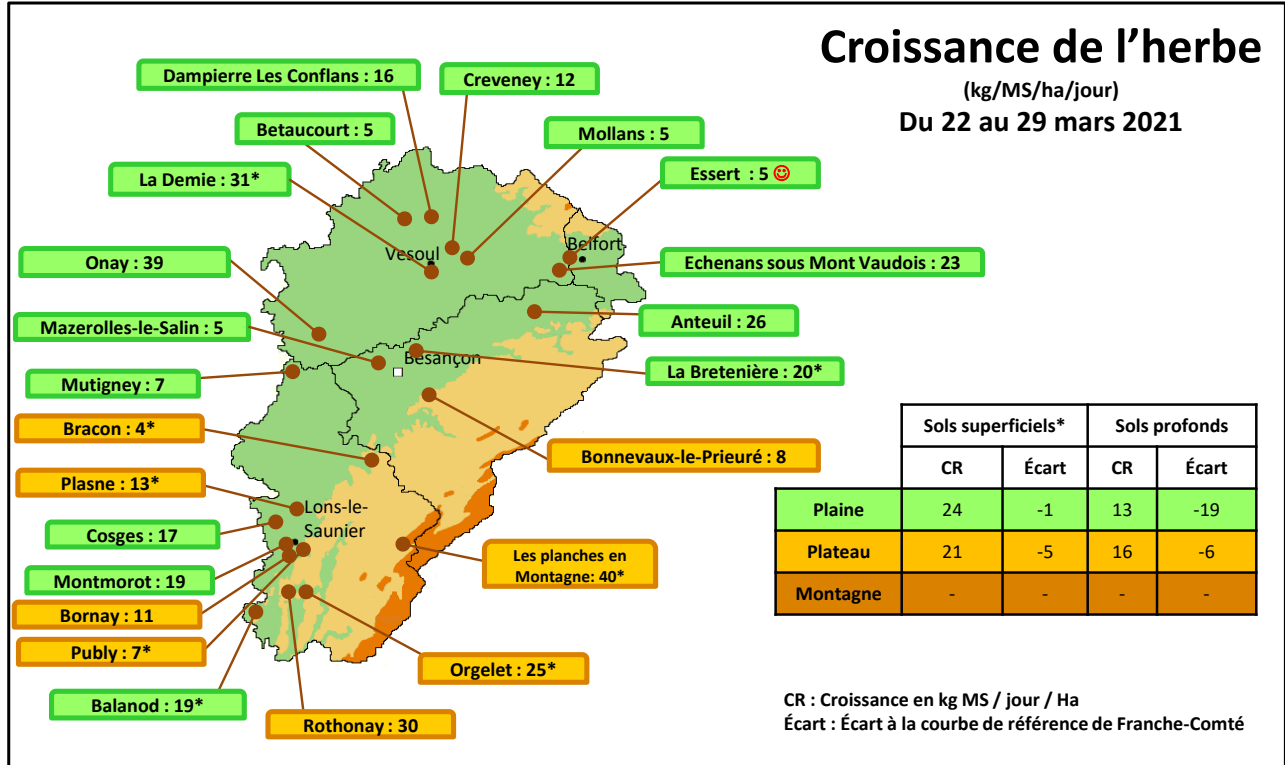 Croissance de l’herbe
(kg/MS/ha/jour)
Du 22 au 29 mars 2021
Dampierre Les Conflans : 16
Creveney : 12
Betaucourt : 5
Mollans : 5
La Demie : 31*
Essert : 5 ☺
Vesoul
Belfort
Onay : 39
Echenans sous Mont Vaudois : 23
Mazerolles-le-Salin : 5
Anteuil : 26
Besançon
Mutigney : 7
La Bretenière : 20*
Bracon : 4*
Bonnevaux-le-Prieuré : 8
Plasne : 13*
Lons-le-
Saunier
Cosges : 17
Les planches en
Montagne: 40*
Montmorot : 19
Bornay : 11
Publy : 7*
Orgelet : 25*
Balanod : 19*
Rothonay : 30
Sols superficiels* Sols profonds
CR Écart CR Écart
Plaine 24 -1 13 -19
Plateau 21 -5 16 -6
Montagne - - - -
CR : Croissance en kg MS / jour / Ha
Écart : Écart à la courbe de référence de Franche-Comté